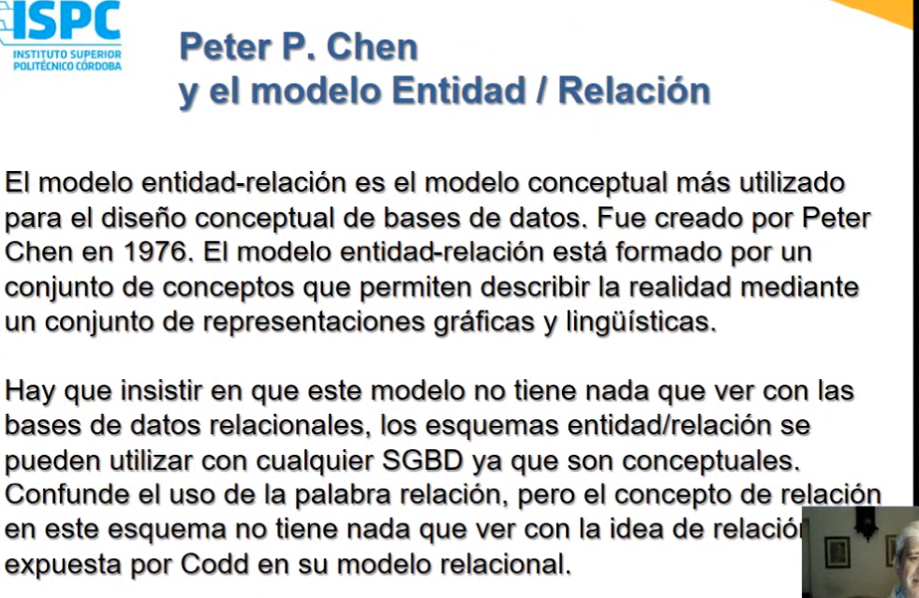 ISPC
INSTITUTO SUPERIOR
POLITÉCNICO CÓRDOBA
Peter P. Chen
y el modelo Entidad / Relación
El modelo entidad-relación es el modelo conceptual más utilizado
para el diseño conceptual de bases de datos. Fue creado por Peter
Chen en 1976. El modelo entidad-relación está formado por un
conjunto de conceptos que permiten describir la realidad mediante
un conjunto de representaciones gráficas y lingüísticas.
Hay que insistir en que este modelo no tiene nada que ver con las
bases de datos relacionales, los esquemas entidad/relación se
pueden utilizar con cualquier SGBD ya que son conceptuales.
Confunde el uso de la palabra relación, pero el concepto de relación
en este esquema no tiene nada que ver con la idea de relación
expuesta por Codd en su modelo relacional.